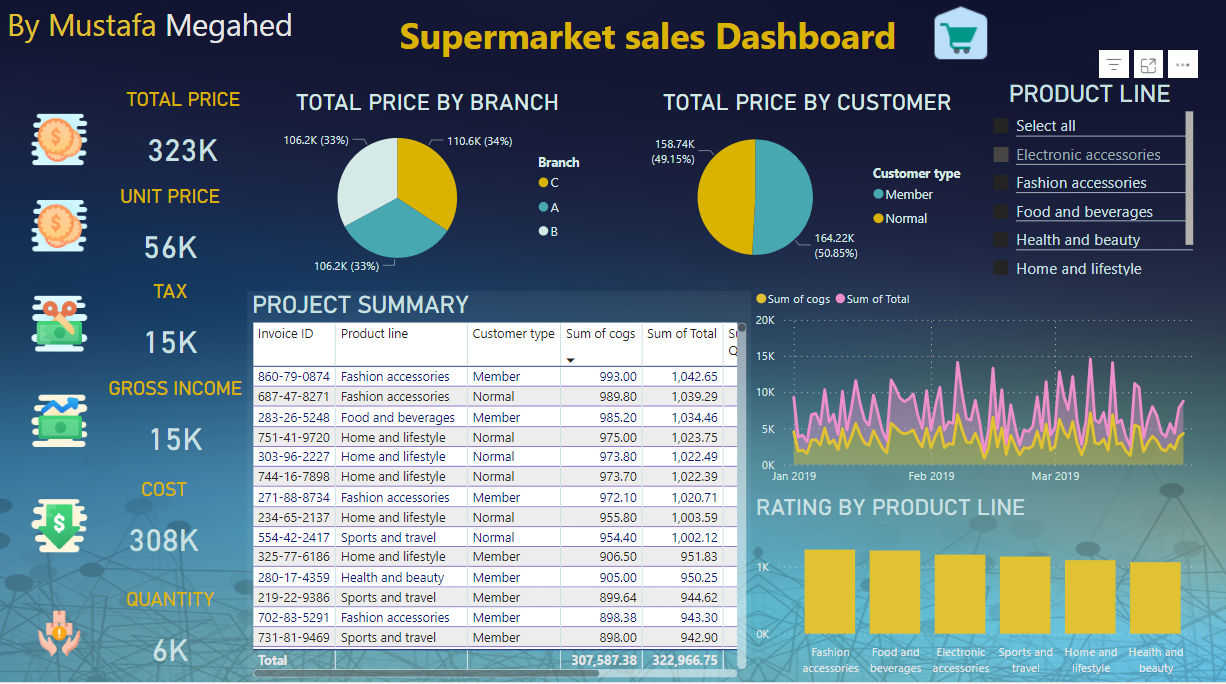 By Mustafa Megahed
Supermarket sales Dashboard
TOTAL PRICE
323K
UNIT PRICE
56K
TAX
15K
GROSS INCOME
15K
COST
308K
QUANTITY
6K
TOTAL PRICE BY BRANCH
106.2K (33%)
110.6K (34%)
106.2K (33%)
Branch
C
A
B
TOTAL PRICE BY CUSTOMER
158.74K
(49.15%)
164.22K
(50.85%)
Customer type
Member
Normal
PRODUCT LINE
Select all
Electronic accessories
Fashion accessories
Food and beverages
Health and beauty
Home and lifestyle
PROJECT SUMMARY
Invoice ID Product line Customer type Sum of cogs Sum of Total
860-79-0874 Fashion accessories Member 993.00 1,042.65
687-47-8271 Fashion accessories Normal 989.80 1,039.29
283-26-5248 Food and beverages Member 985.20 1,034.46
751-41-9720 Home and lifestyle Normal 975.00 1,023.75
303-96-2227 Home and lifestyle Normal 973.80 1,022.49
744-16-7898 Home and lifestyle Normal 973.70 1,022.39
271-88-8734 Fashion accessories Member 972.10 1,020.71
234-65-2137 Home and lifestyle Normal 955.80 1,003.59
554-42-2417 Sports and travel Normal 954.40 1,002.12
325-77-6186 Home and lifestyle Member 906.50 951.83
280-17-4359 Health and beauty Member 905.00 950.25
219-22-9386 Sports and travel Member 899.64 944.62
702-83-5291 Fashion accessories Member 898.38 943.30
731-81-9469 Sports and travel Member 898.00 942.90
Total 307,587.38 322,966.75
Sum of cogs Sum of Total
20K
15K
10K
5K
0K
Jan 2019 Feb 2019 Mar 2019
RATING BY PRODUCT LINE
1K
0K
Fashion accessories
Food and beverages
Electronic accessories
Sports and travel
Home and lifestyle
Health and beauty